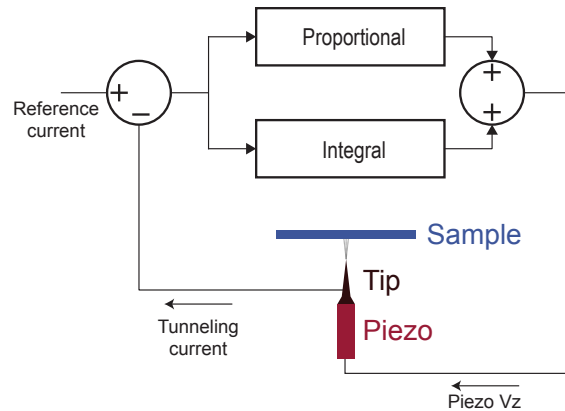 Proportional
+
+
−
+
Reference
current
Integral
Sample
Tip
Tunneling
current
Piezo
Piezo Vz